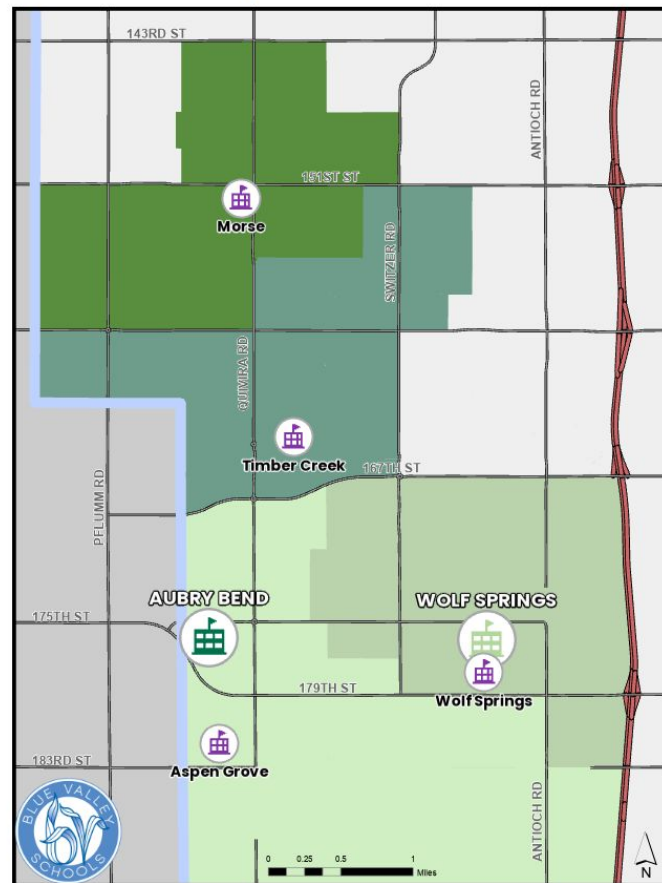 143RD ST
ANTIOCH RD
151ST ST
Morse
SWITZER RD
QUIVIRA RD
Timber Creek
167TH ST
PFLUMM RD
AUBRY BEND
WOLF SPRINGS
175TH ST
179TH ST
Wolf Springs
183RD ST
Aspen Grove
ANTIOCH RD
BLUE VALLEY
SCHOOLS
0 0.25 0.5 1
Miles
N